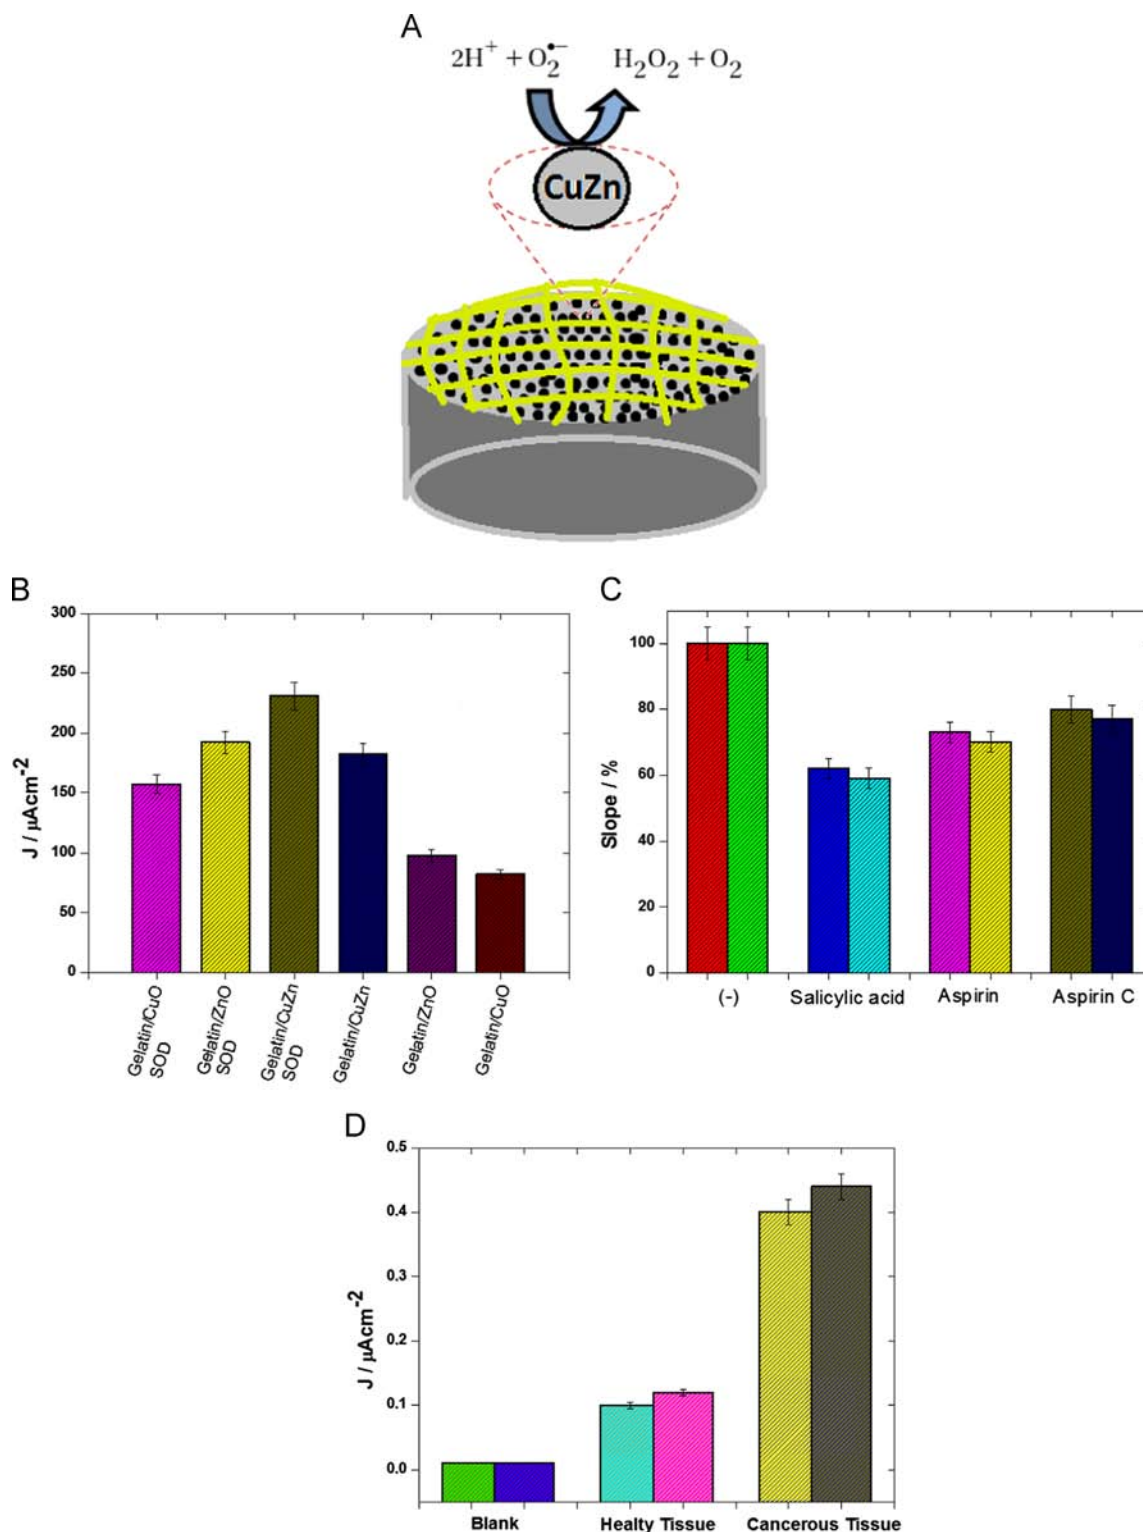 A
2H⁺ + O₂•⁻ H₂O₂ + O₂
CuZn
B
300
250
200
150
100
50
0
J / μAcm⁻²
Gelatin/CuO
SOD
Gelatin/ZnO
SOD
Gelatin/CuZn
SOD
Gelatin/CuZn
Gelatin/ZnO
Gelatin/CuO
C
100
80
60
40
20
0
Slope / %
(-) Salicylic acid Aspirin Aspirin C
D
0.5
0.4
0.3
0.2
0.1
0.0
J / μAcm⁻²
Blank Healty Tissue Cancerous Tissue